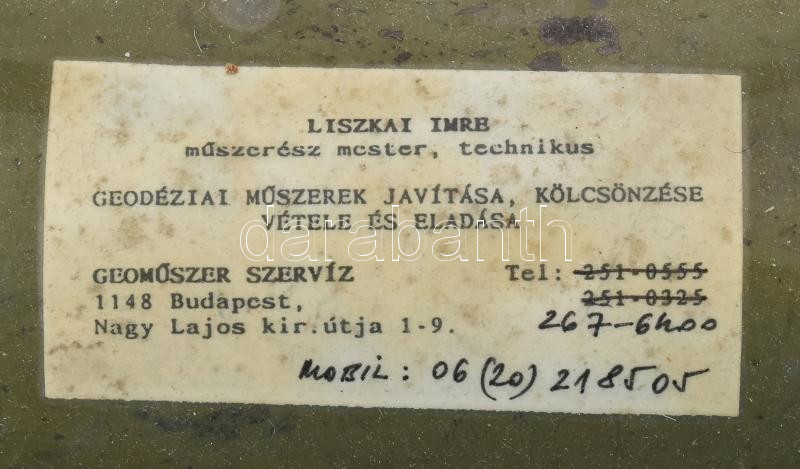 LISZKAI IMRE
műszerész mester, technikus
GEODÉZIAI MŰSZEREK JAVÍTÁSA, KÖLCSÖNZÉSE
VÉTELE ÉS ELADÁSA
darabanth
GEOMŰSZER SZERVÍZ Tel: 251-0555
1148 Budapest, 251-0325
Nagy Lajos kir.útja 1-9. 267-6400
MOBIL: 06 (20) 218505